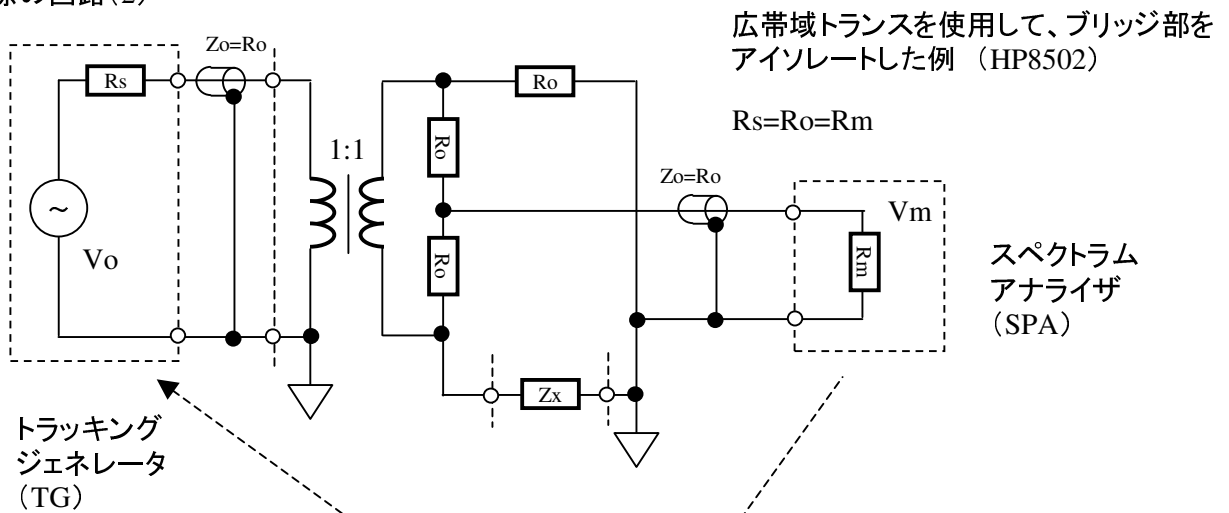 広帯域トランスを使用して、ブリッジ部を
アイソレートした例 （HP8502）
Rs=Ro=Rm
Zo=Ro
Rs
Ro
Ro
1:1
Zo=Ro
Vm
～
Vo
Ro
Rm
スペクトラム
アナライザ
（SPA）
Zx
トラッキング
ジェネレータ
（TG）